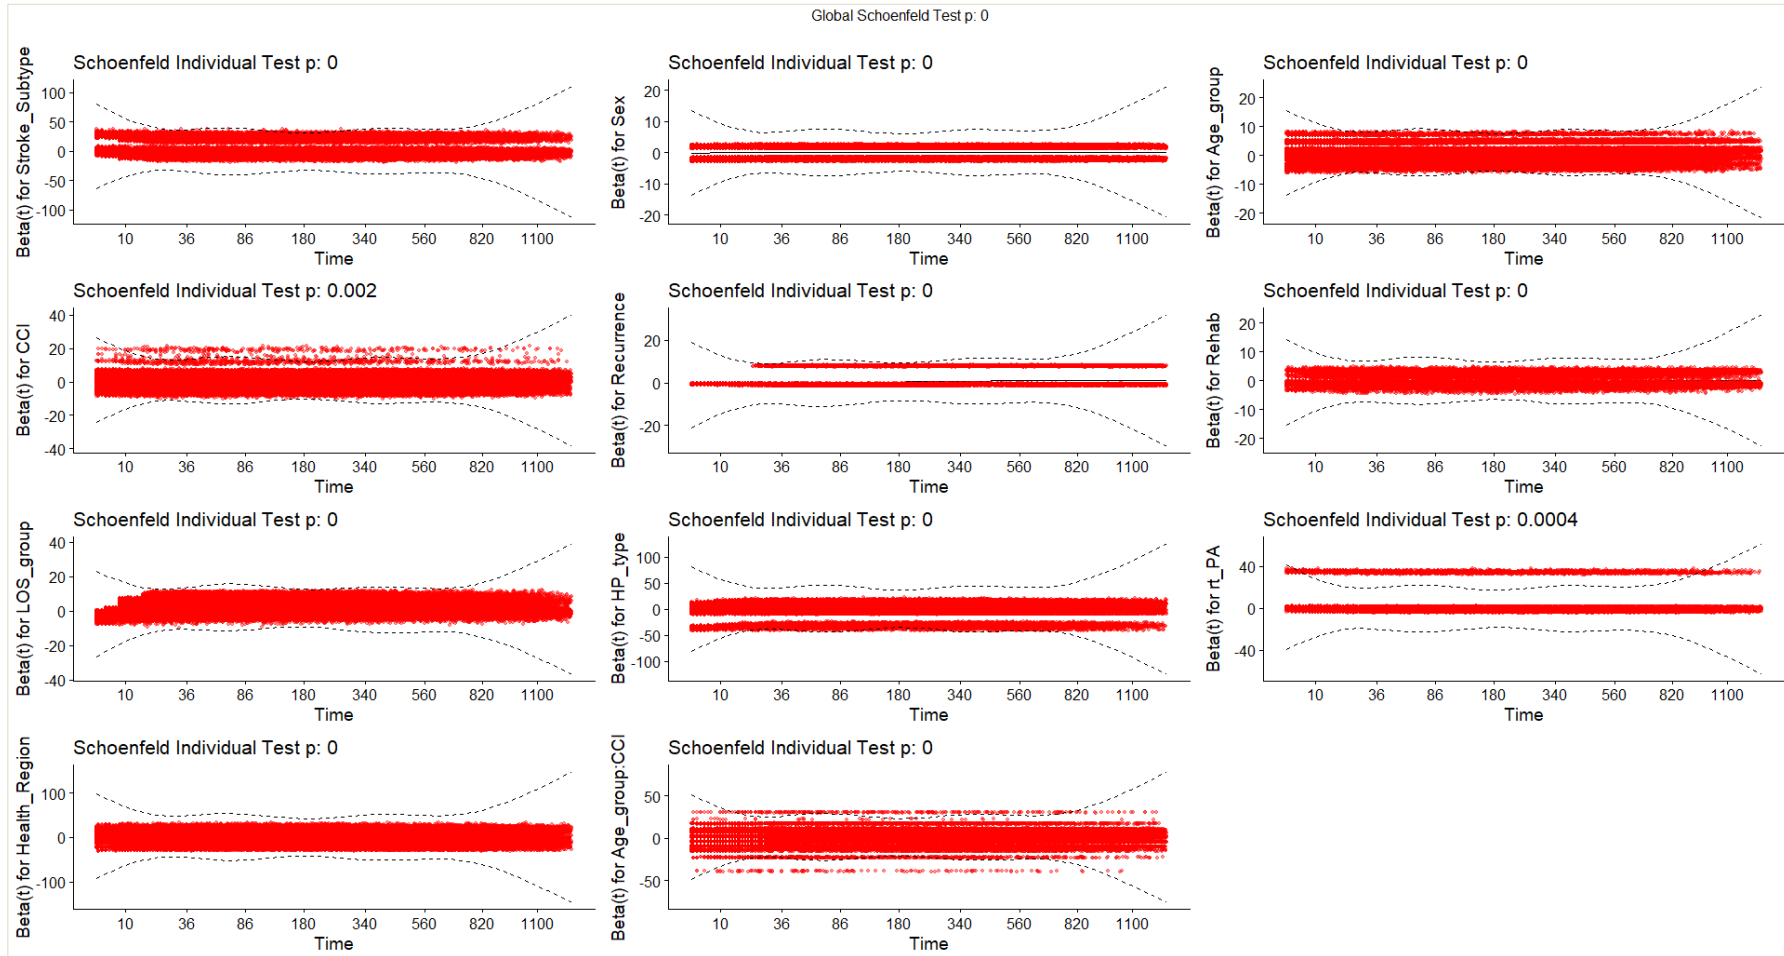 Global Schoenfeld Test p: 0
Schoenfeld Individual Test p: 0
Beta(t) for Stroke_Subtype
100
50
0
-50
-100
10 36 86 180 340 560 820 1100
Time
Schoenfeld Individual Test p: 0
Beta(t) for Sex
20
10
0
-10
-20
10 36 86 180 340 560 820 1100
Time
Schoenfeld Individual Test p: 0
Beta(t) for Age_group
20
10
0
-10
-20
10 36 86 180 340 560 820 1100
Time
Schoenfeld Individual Test p: 0.002
Beta(t) for CCI
40
20
0
-20
-40
10 36 86 180 340 560 820 1100
Time
Schoenfeld Individual Test p: 0
Beta(t) for Recurrence
20
0
-20
10 36 86 180 340 560 820 1100
Time
Schoenfeld Individual Test p: 0
Beta(t) for Rehab
20
10
0
-10
-20
10 36 86 180 340 560 820 1100
Time
Schoenfeld Individual Test p: 0
Beta(t) for LOS_group
40
20
0
-20
-40
10 36 86 180 340 560 820 1100
Time
Schoenfeld Individual Test p: 0
Beta(t) for HP_type
100
50
0
-50
-100
10 36 86 180 340 560 820 1100
Time
Schoenfeld Individual Test p: 0.0004
Beta(t) for rt_PA
40
0
-40
10 36 86 180 340 560 820 1100
Time
Schoenfeld Individual Test p: 0
Beta(t) for Health_Region
100
0
-100
10 36 86 180 340 560 820 1100
Time
Schoenfeld Individual Test p: 0
Beta(t) for Age_group:CCI
50
0
-50
10 36 86 180 340 560 820 1100
Time